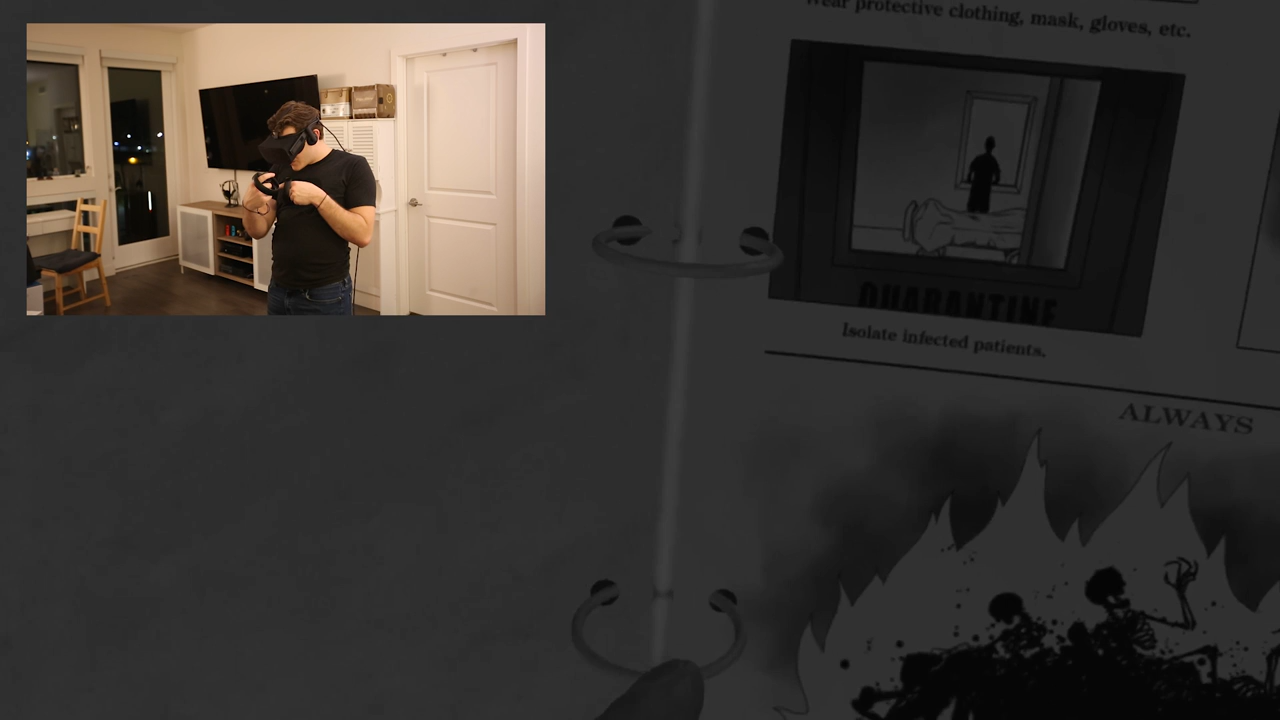 Wear protective clothing, mask, gloves, etc.
QUARANTINE
Isolate infected patients.
ALWAYS